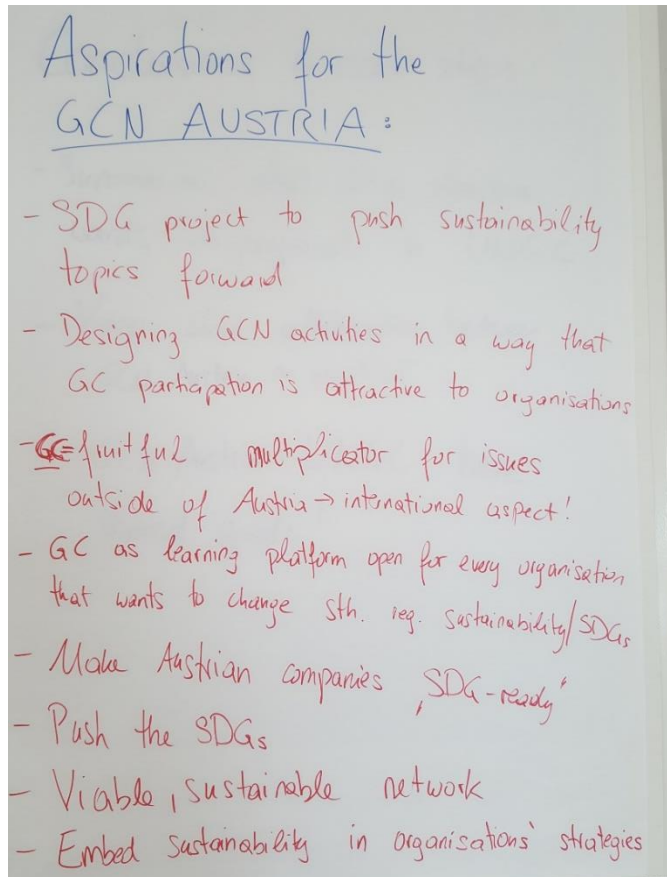 Aspirations for the
GCN AUSTRIA:
- SDG project to push sustainability
topics forward
- Designing GCN activities in a way that
GC participation is attractive to organisations
- GC = fruitful multiplicator for issues
outside of Austria → international aspect!
- GC as learning platform open for every organisation
that wants to change sth. reg. sustainability/SDGs
- Make Austrian companies ‚SDG-ready'
- Push the SDGs
- Viable, sustainable network
- Embed sustainability in organisations' strategies